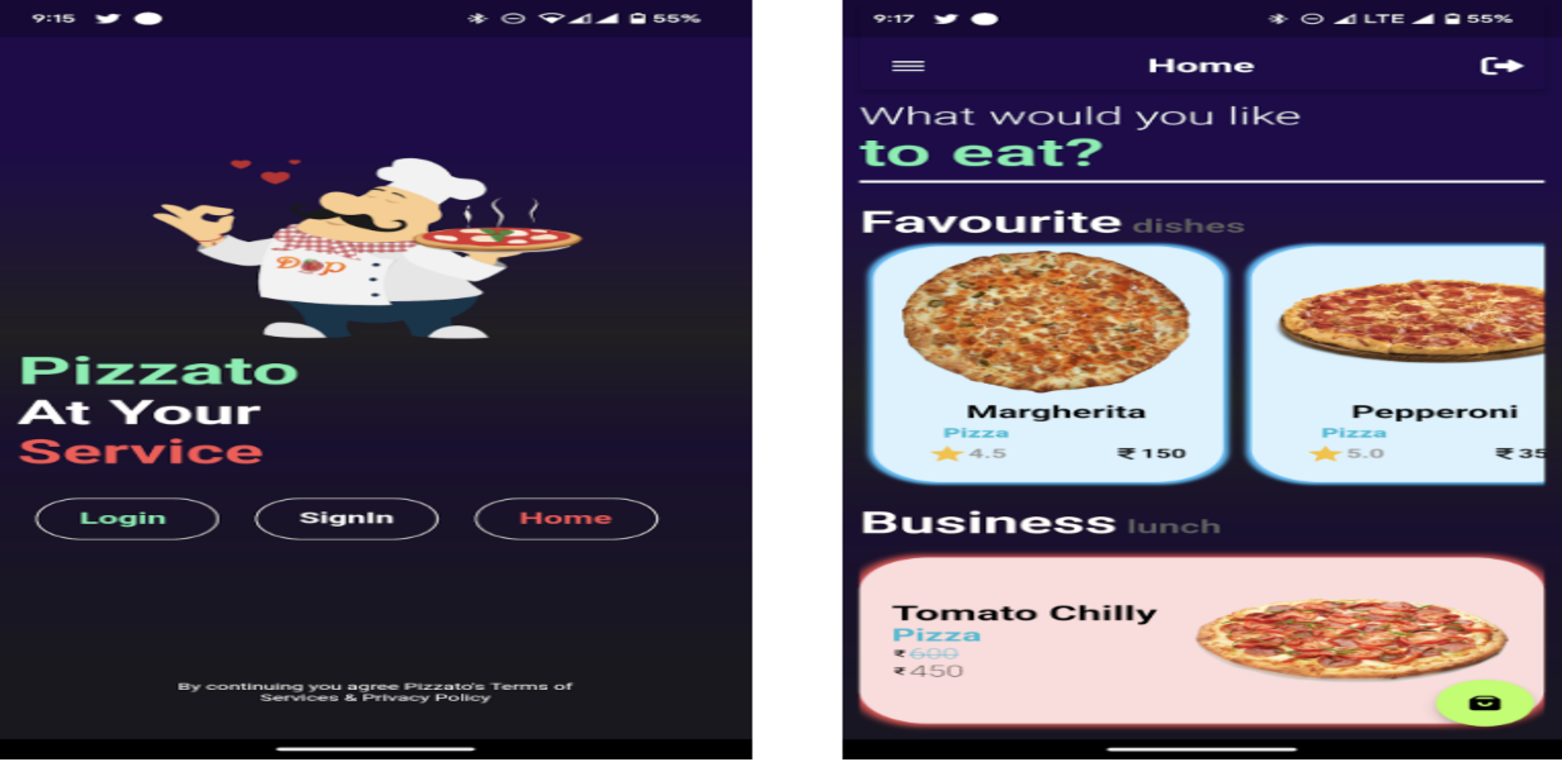 9:15 55%
Dop
Pizzato
At Your
Service
Login SignIn Home
By continuing you agree Pizzato's Terms of
Services & Privacy Policy
9:17 LTE 55%
Home
What would you like
to eat?
Favourite dishes
Margherita
Pizza
4.5 ₹150
Pepperoni
Pizza
5.0 ₹35
Business lunch
Tomato Chilly
Pizza
₹600
₹450